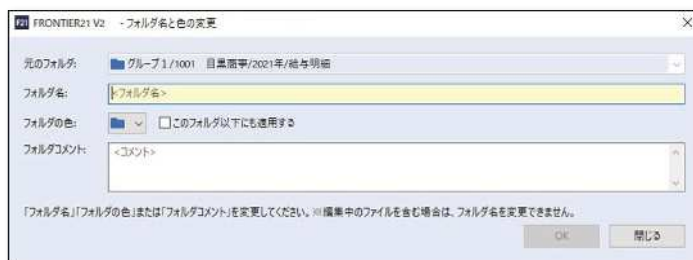 F21 FRONTIER21 V2 - フォルダ名と色の変更
元のフォルダ: グループ1/1001 目黒商事/2021年/給与明細
フォルダ名: <フォルダ名>
フォルダの色: このフォルダ以下にも適用する
フォルダコメント: <コメント>
「フォルダ名」「フォルダの色」または「フォルダコメント」を変更してください。※編集中のファイルを含む場合は、フォルダ名を変更できません。
OK 閉じる